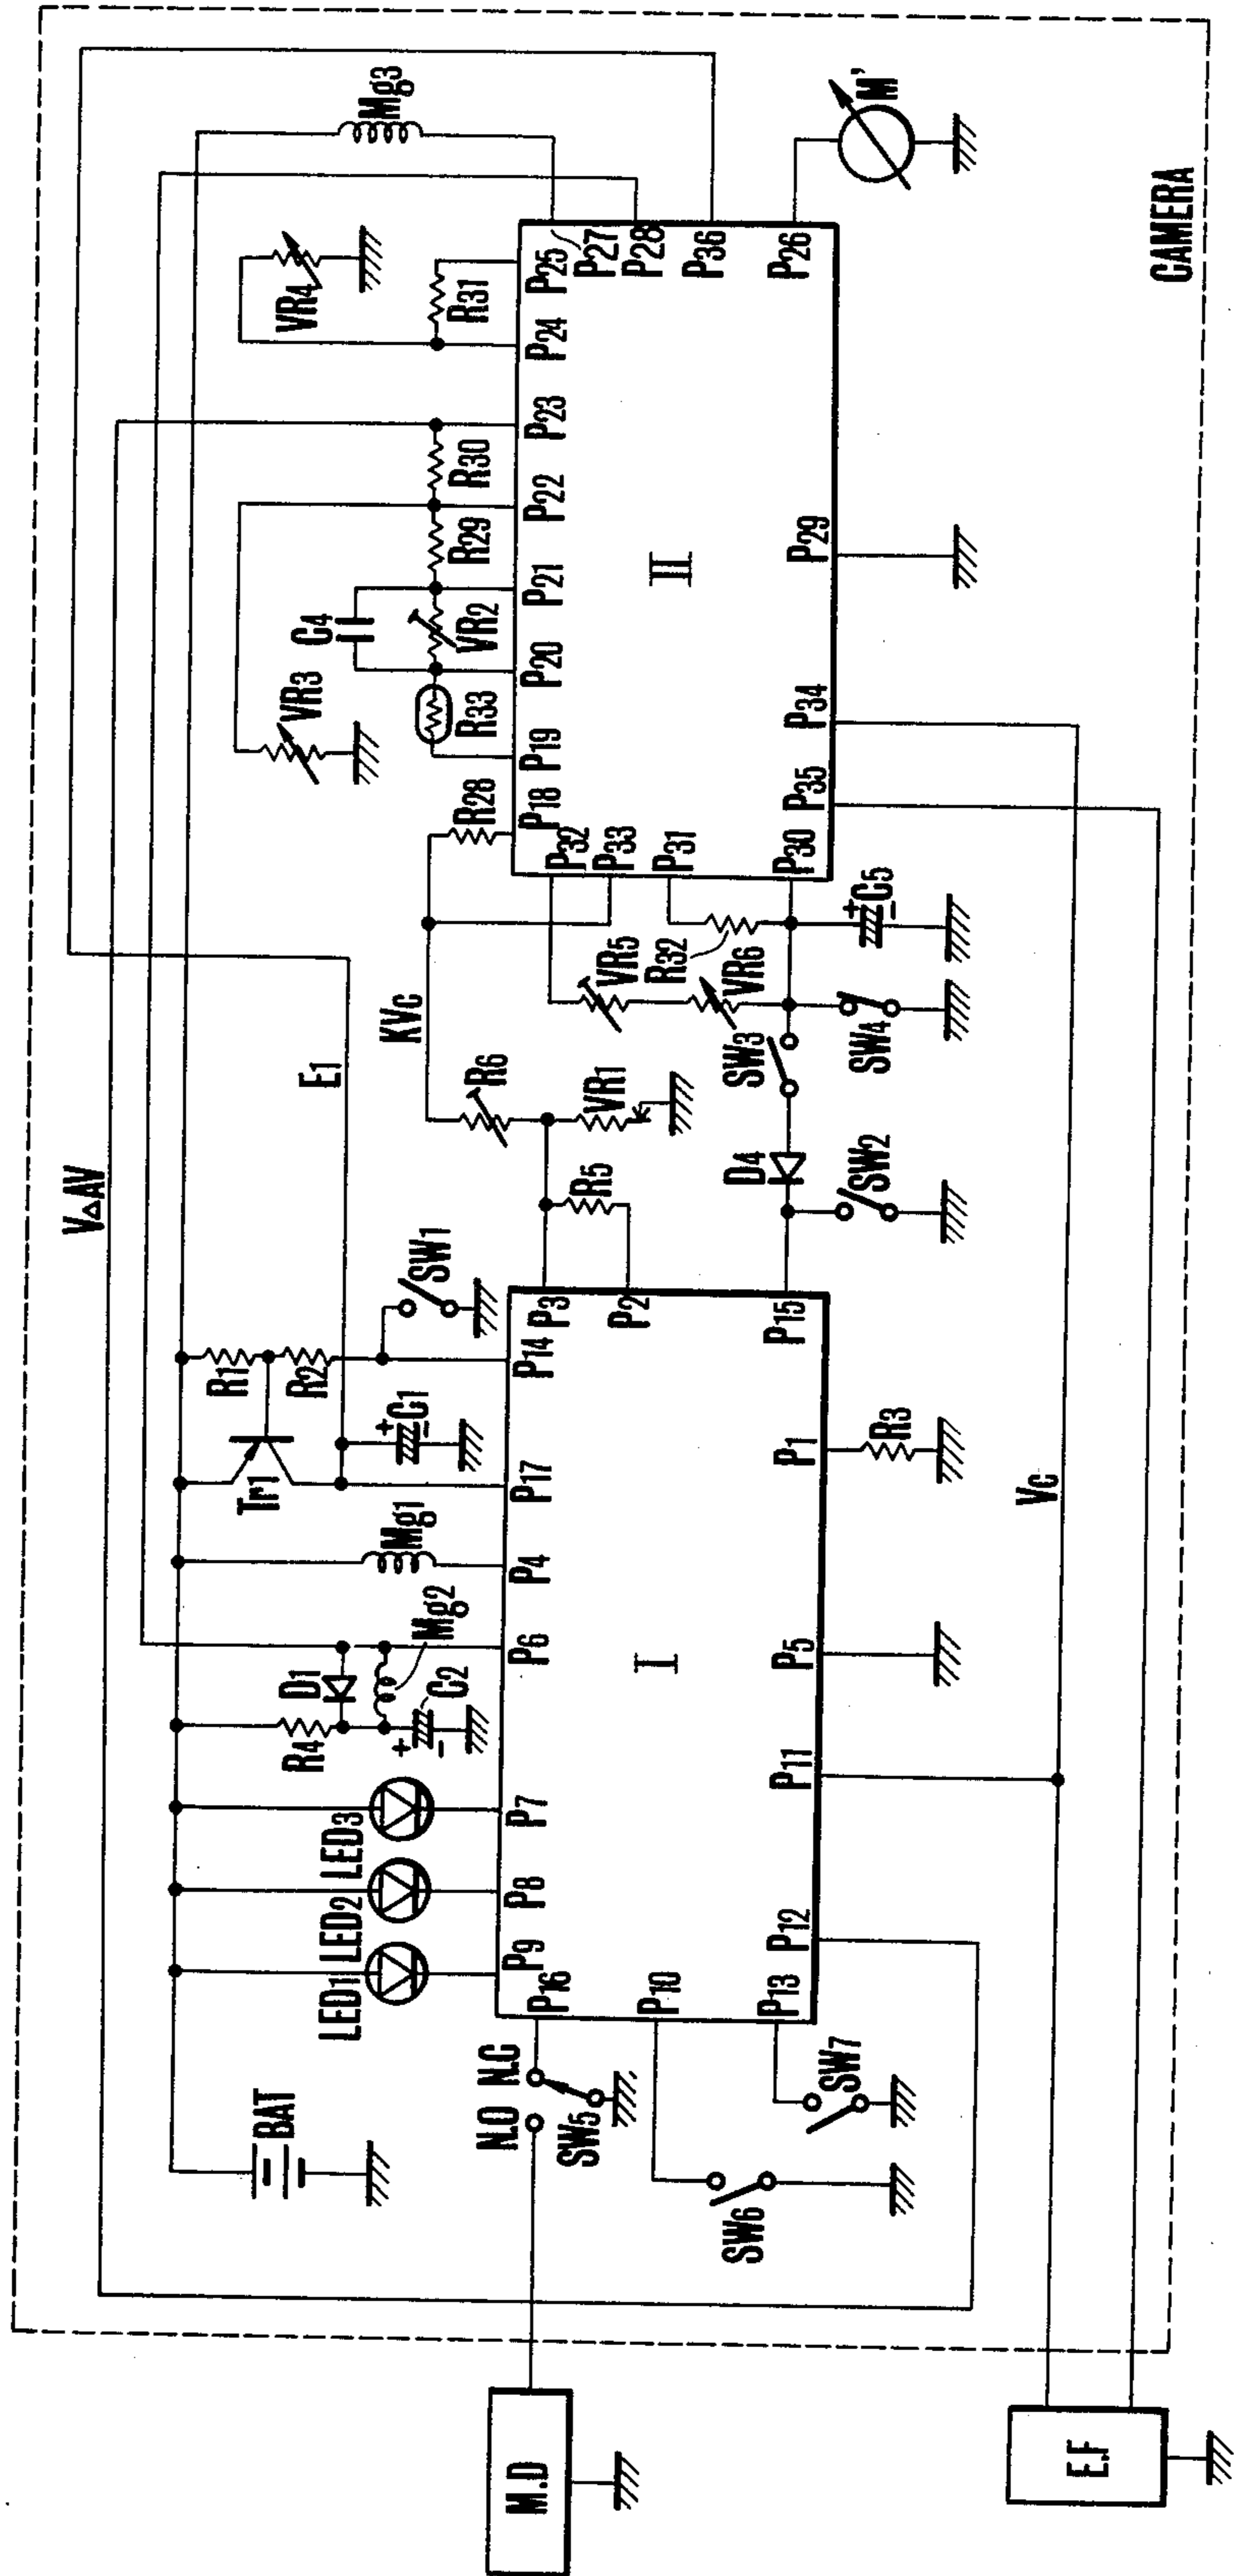 CAMERA
V△AV
E1
KVC
VC
BAT
LED1
LED2
LED3
R4
D1
Mg2
C2
Mg1
Tr1
R1
R2
C1
SW1
P16
P9
P8
P7
P6
P4
P17
P14
P3
P2
P15
P10
P13
P12
P11
P5
P1
I
N.O
N.C
SW5
SW6
SW7
R3
R5
R6
VR1
D4
SW2
SW3
SW4
C5
R32
VR5
VR6
R28
R33
VR3
C4
VR2
R29
R30
VR4
R31
Mg3
P18
P19
P20
P21
P22
P23
P24
P25
P27
P28
P36
P26
P32
P33
P31
P30
P35
P34
P29
II
M'
M.D
E.F